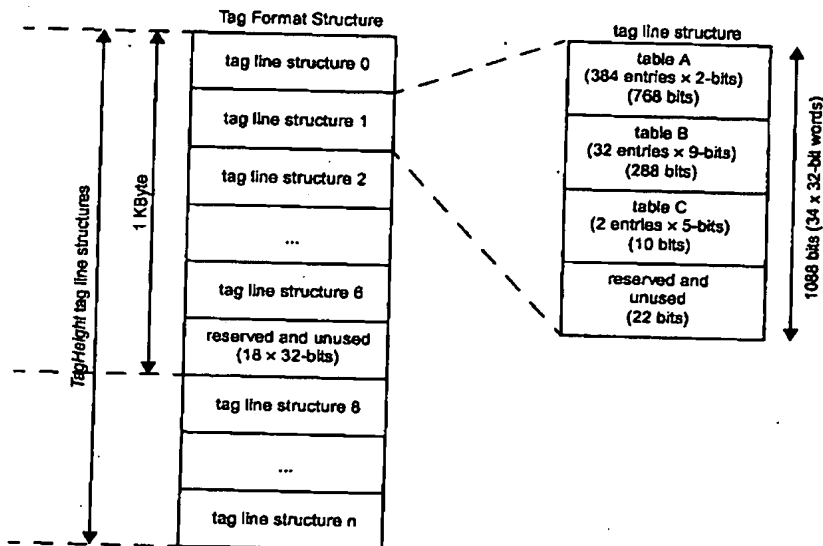 Tag Format Structure
tag line structure 0
tag line structure 1
tag line structure 2
...
tag line structure 6
reserved and unused
(18 × 32-bits)
tag line structure 8
...
tag line structure n
1 KByte
TagHeight tag line structures
tag line structure
table A
(384 entries × 2-bits)
(768 bits)
table B
(32 entries × 9-bits)
(288 bits)
table C
(2 entries × 5-bits)
(10 bits)
reserved and
unused
(22 bits)
1088 bits (34 x 32-bit words)